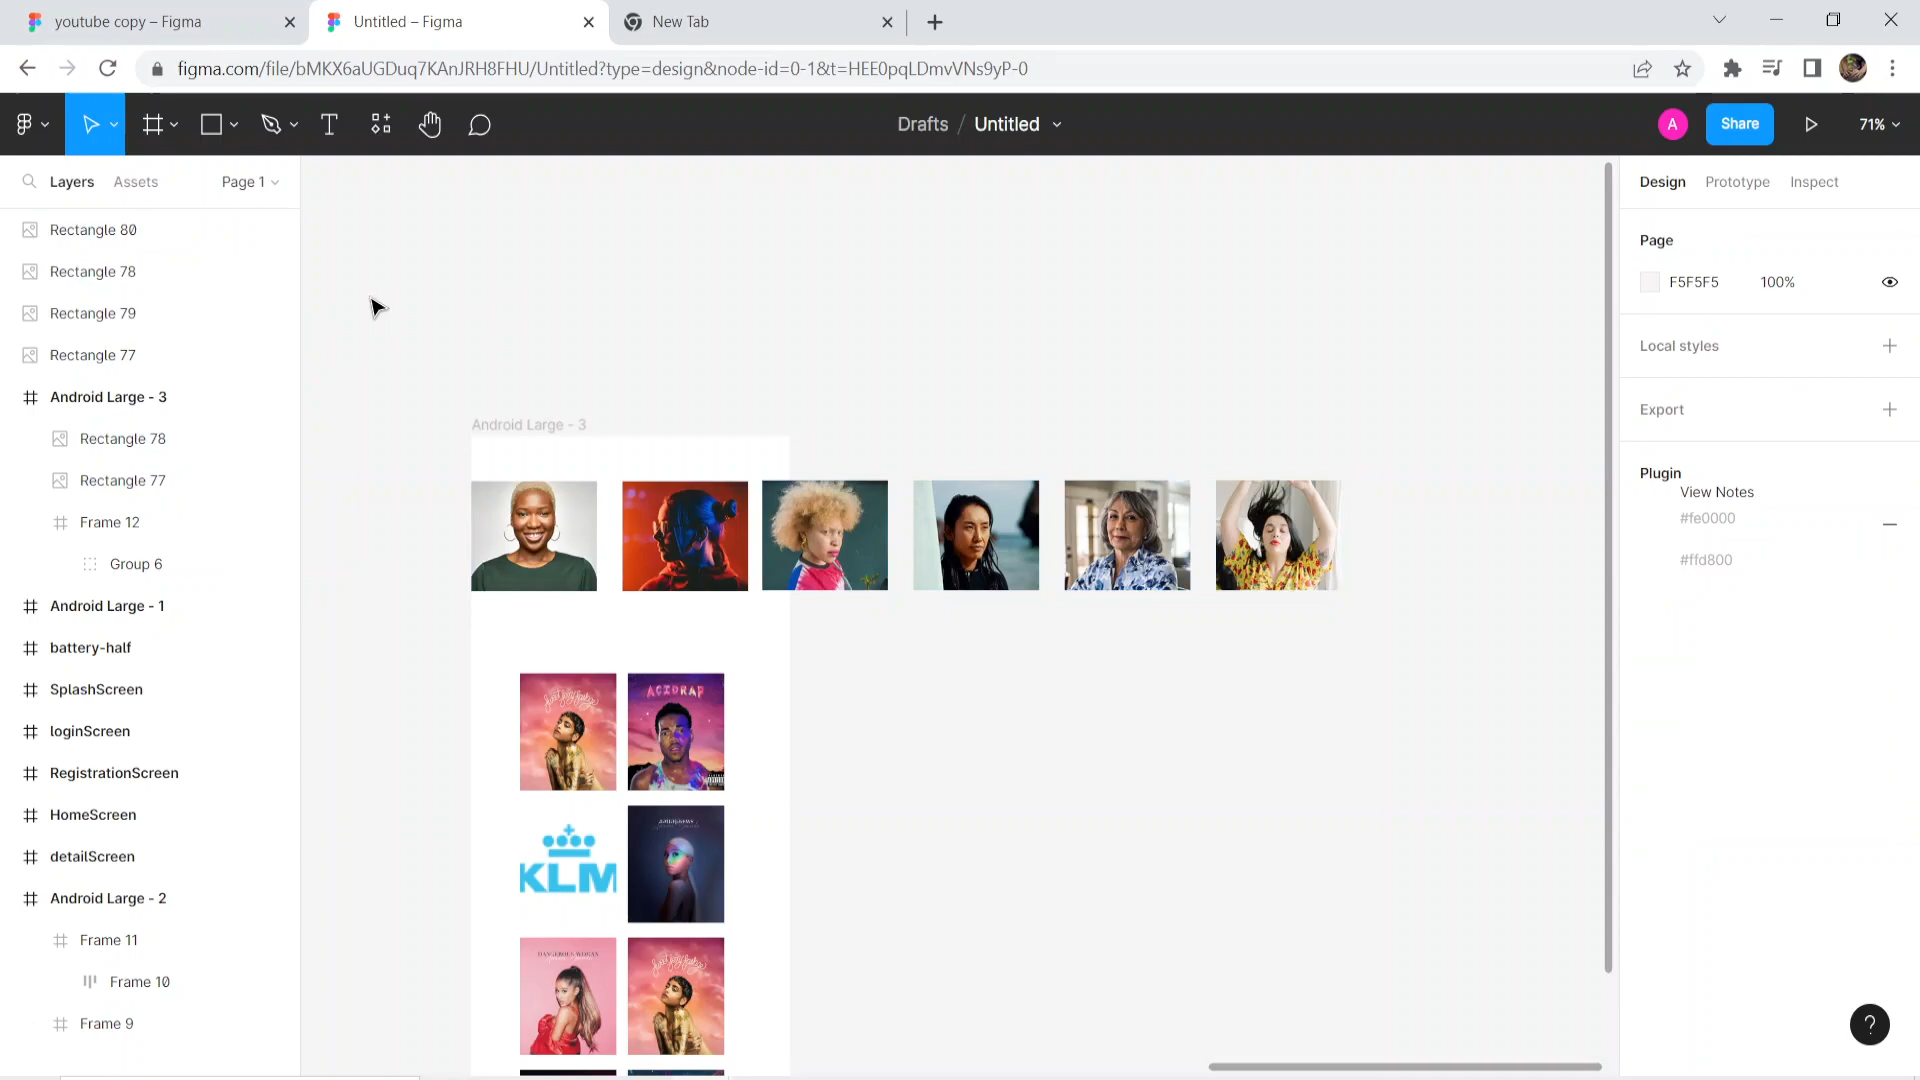 youtube copy – Figma
Untitled – Figma
New Tab
figma.com/file/bMKX6aUGDuq7KAnJRH8FHU/Untitled?type=design&node-id=0-1&t=HEE0pqLDmvVNs9yP-0
Drafts / Untitled
A
Share
71%
Layers
Assets
Page 1
Design
Prototype
Inspect
Rectangle 80
Rectangle 78
Rectangle 79
Rectangle 77
Android Large - 3
Rectangle 78
Rectangle 77
Frame 12
Group 6
Android Large - 1
battery-half
SplashScreen
loginScreen
RegistrationScreen
HomeScreen
detailScreen
Android Large - 2
Frame 11
Frame 10
Frame 9
Android Large - 3
ACIDRAP
KLM
DANGEROUS WOMAN
Page
F5F5F5
100%
Local styles
Export
Plugin
View Notes
#fe0000
#ffd800
?